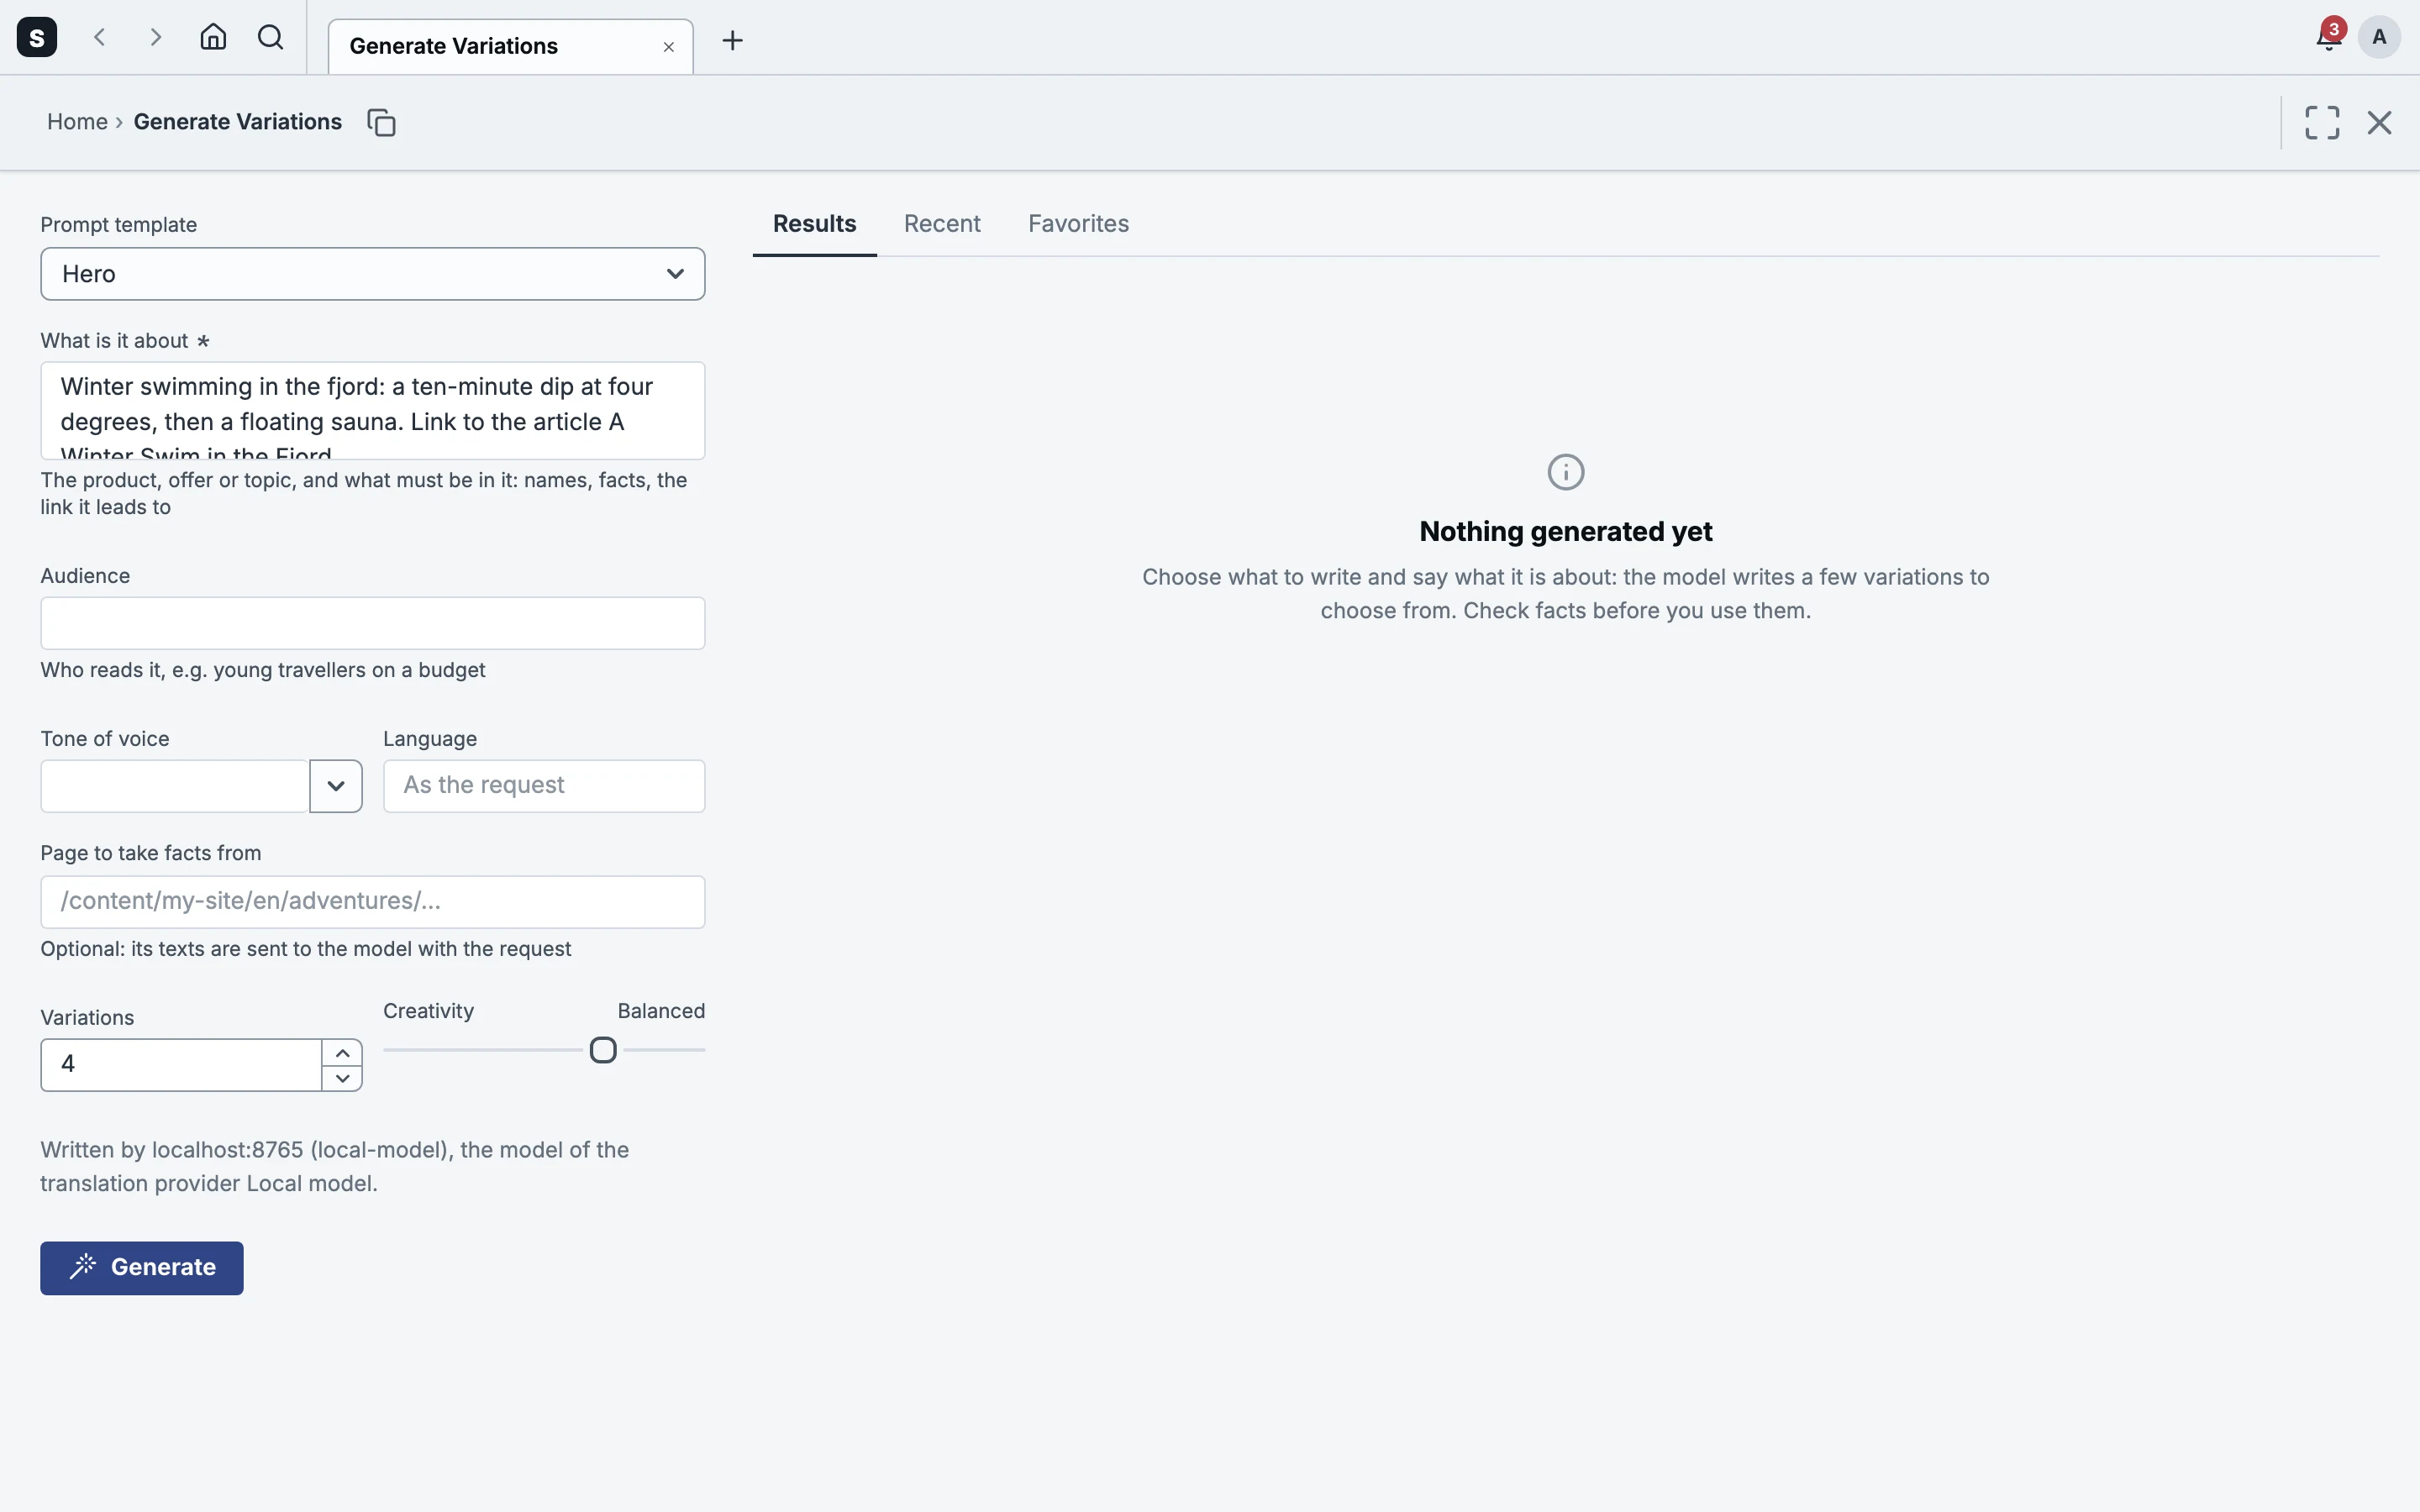 S
Generate Variations
3
A
Home › Generate Variations
Prompt template
Hero
What is it about *
Winter swimming in the fjord: a ten-minute dip at four
degrees, then a floating sauna. Link to the article A
Winter Swim in the Fjord
The product, offer or topic, and what must be in it: names, facts, the
link it leads to
Audience
Who reads it, e.g. young travellers on a budget
Tone of voice
Language
As the request
Page to take facts from
/content/my-site/en/adventures/...
Optional: its texts are sent to the model with the request
Variations
4
Creativity
Balanced
Written by localhost:8765 (local-model), the model of the
translation provider Local model.
Generate
Results
Recent
Favorites
Nothing generated yet
Choose what to write and say what it is about: the model writes a few variations to
choose from. Check facts before you use them.